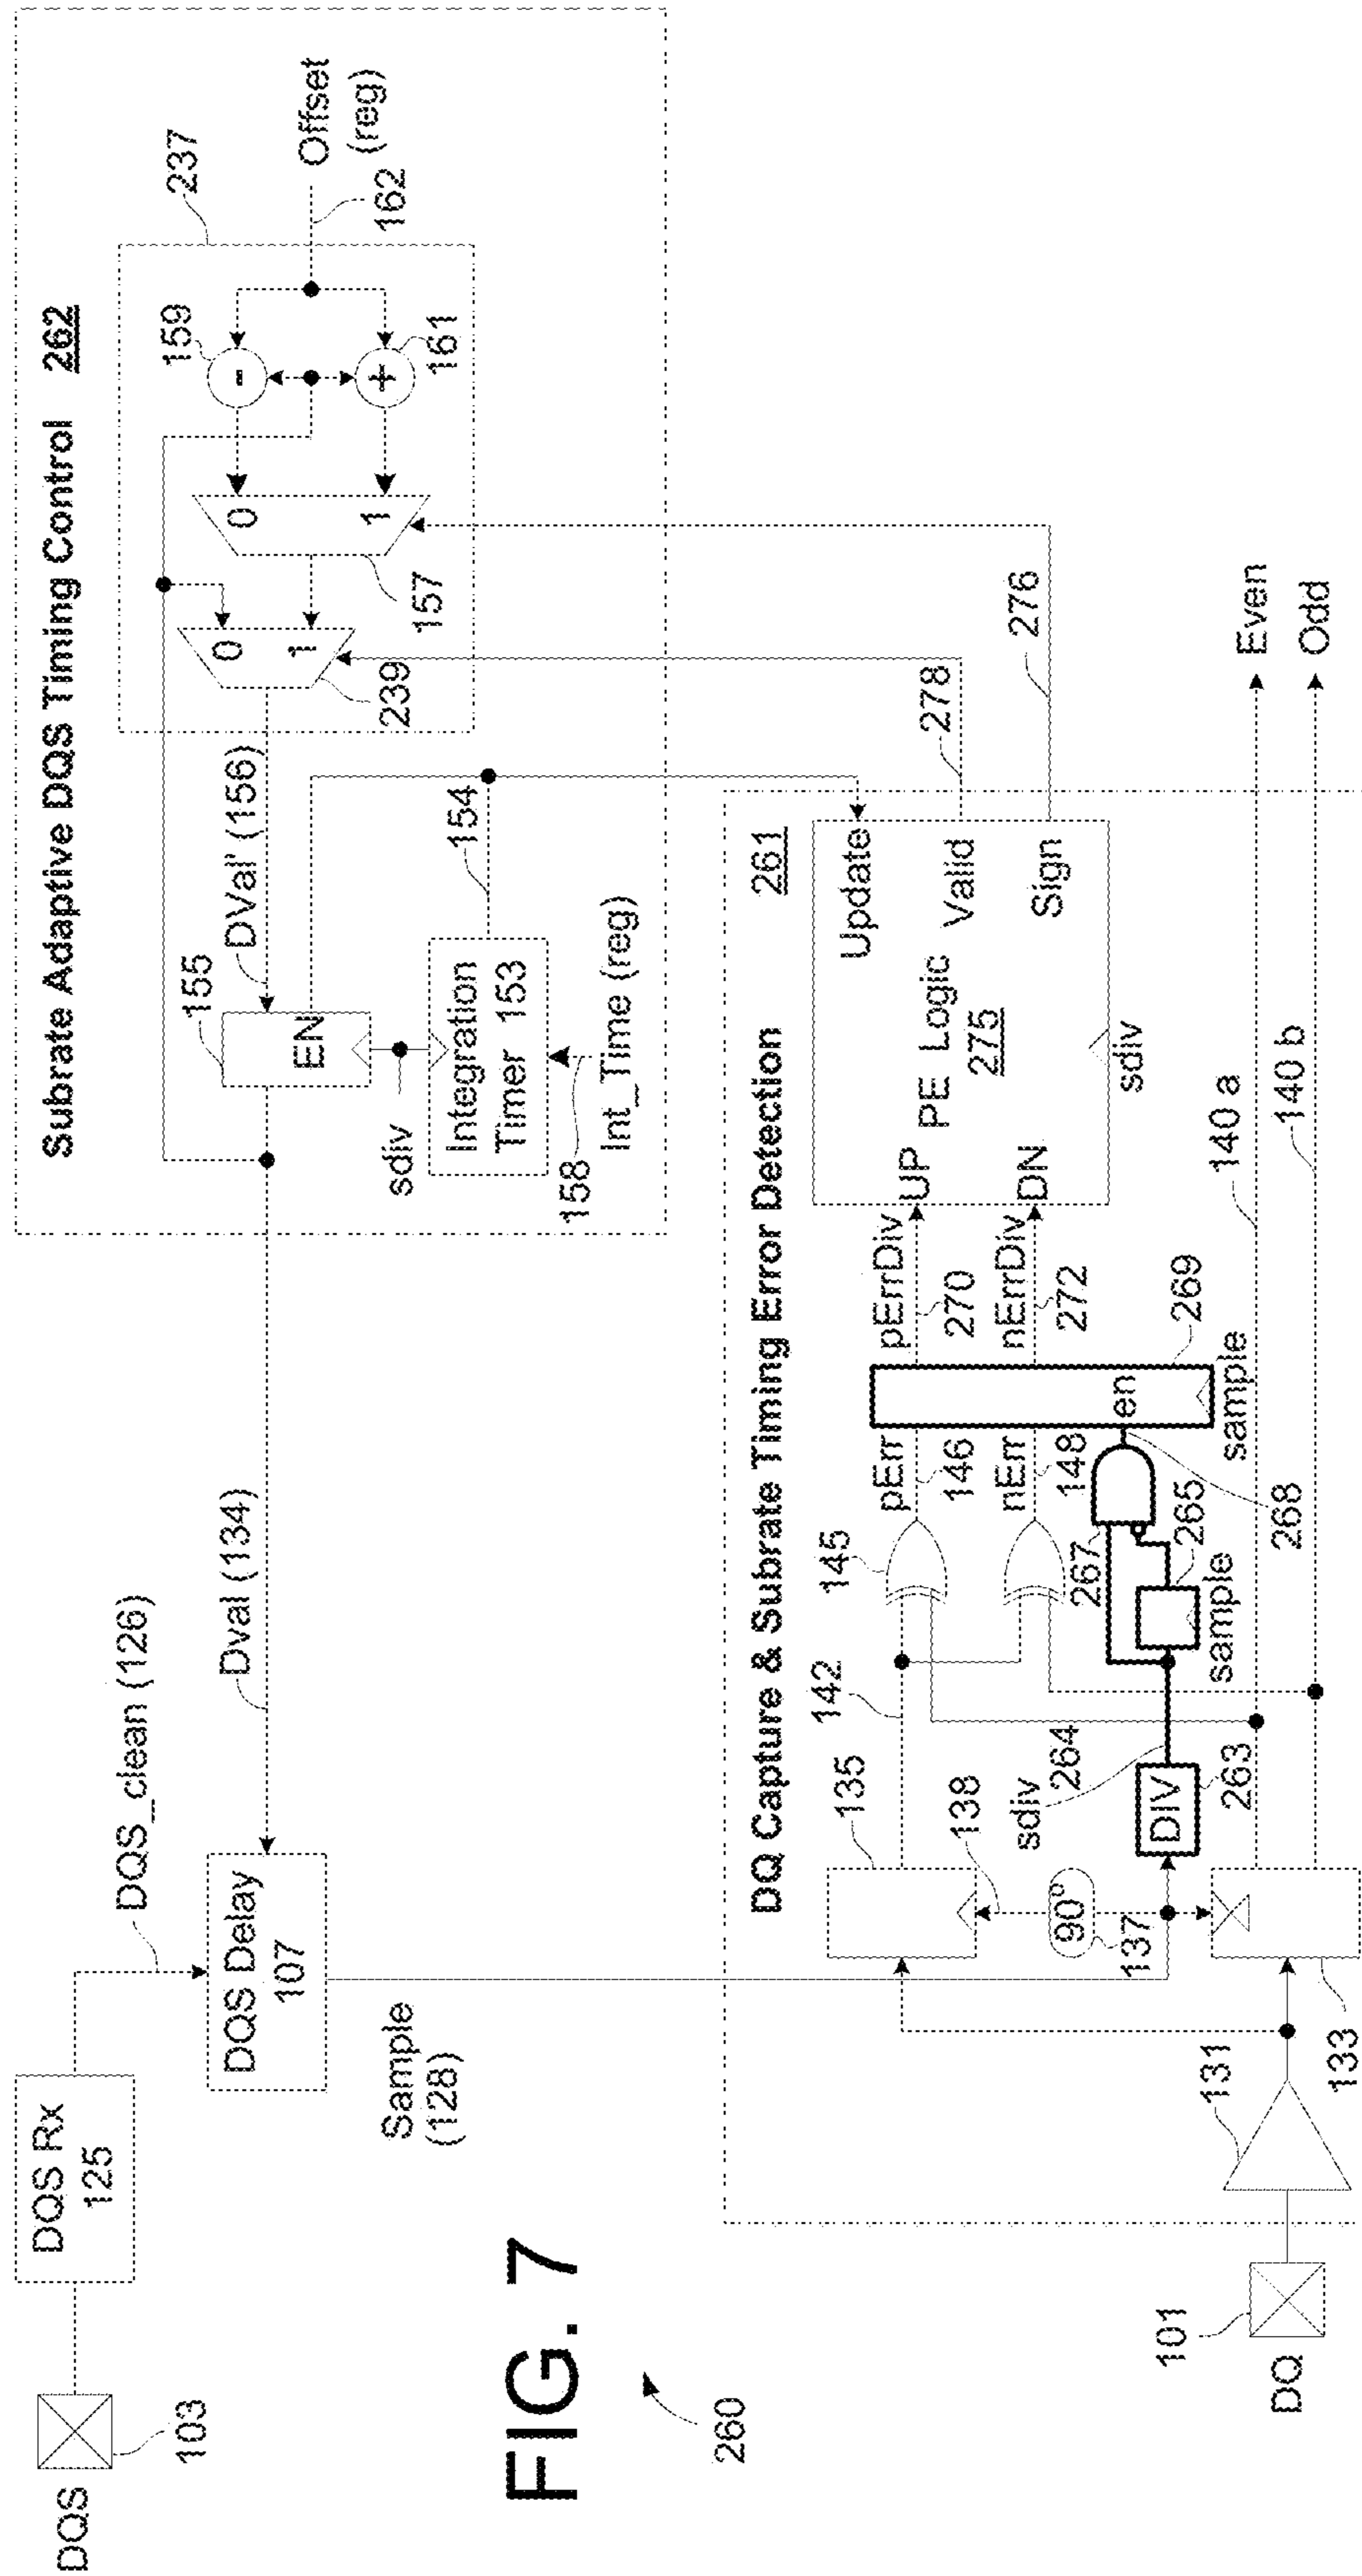 DQS
103
DQS Rx
125
DQS_clean (126)
DQS Delay
107
Sample
(128)
Dval (134)
Subrate Adaptive DQS Timing Control 262
155
EN
DVal' (156)
sdiv
Integration
Timer 153
154
158
Int_Time (reg)
0
1
239
0
1
157
-
159
+
161
237
162
Offset
(reg)
FIG. 7
260
DQ Capture & Subrate Timing Error Detection 261
DQ
101
131
133
135
90°
137
138
142
DIV
263
sdiv
264
145
sample
265
267
268
pErr
146
nErr
148
en
sample
269
pErrDiv
270
nErrDiv
272
UP
DN
PE Logic
275
Update
Valid
Sign
sdiv
278
276
140 a
140 b
Even
Odd